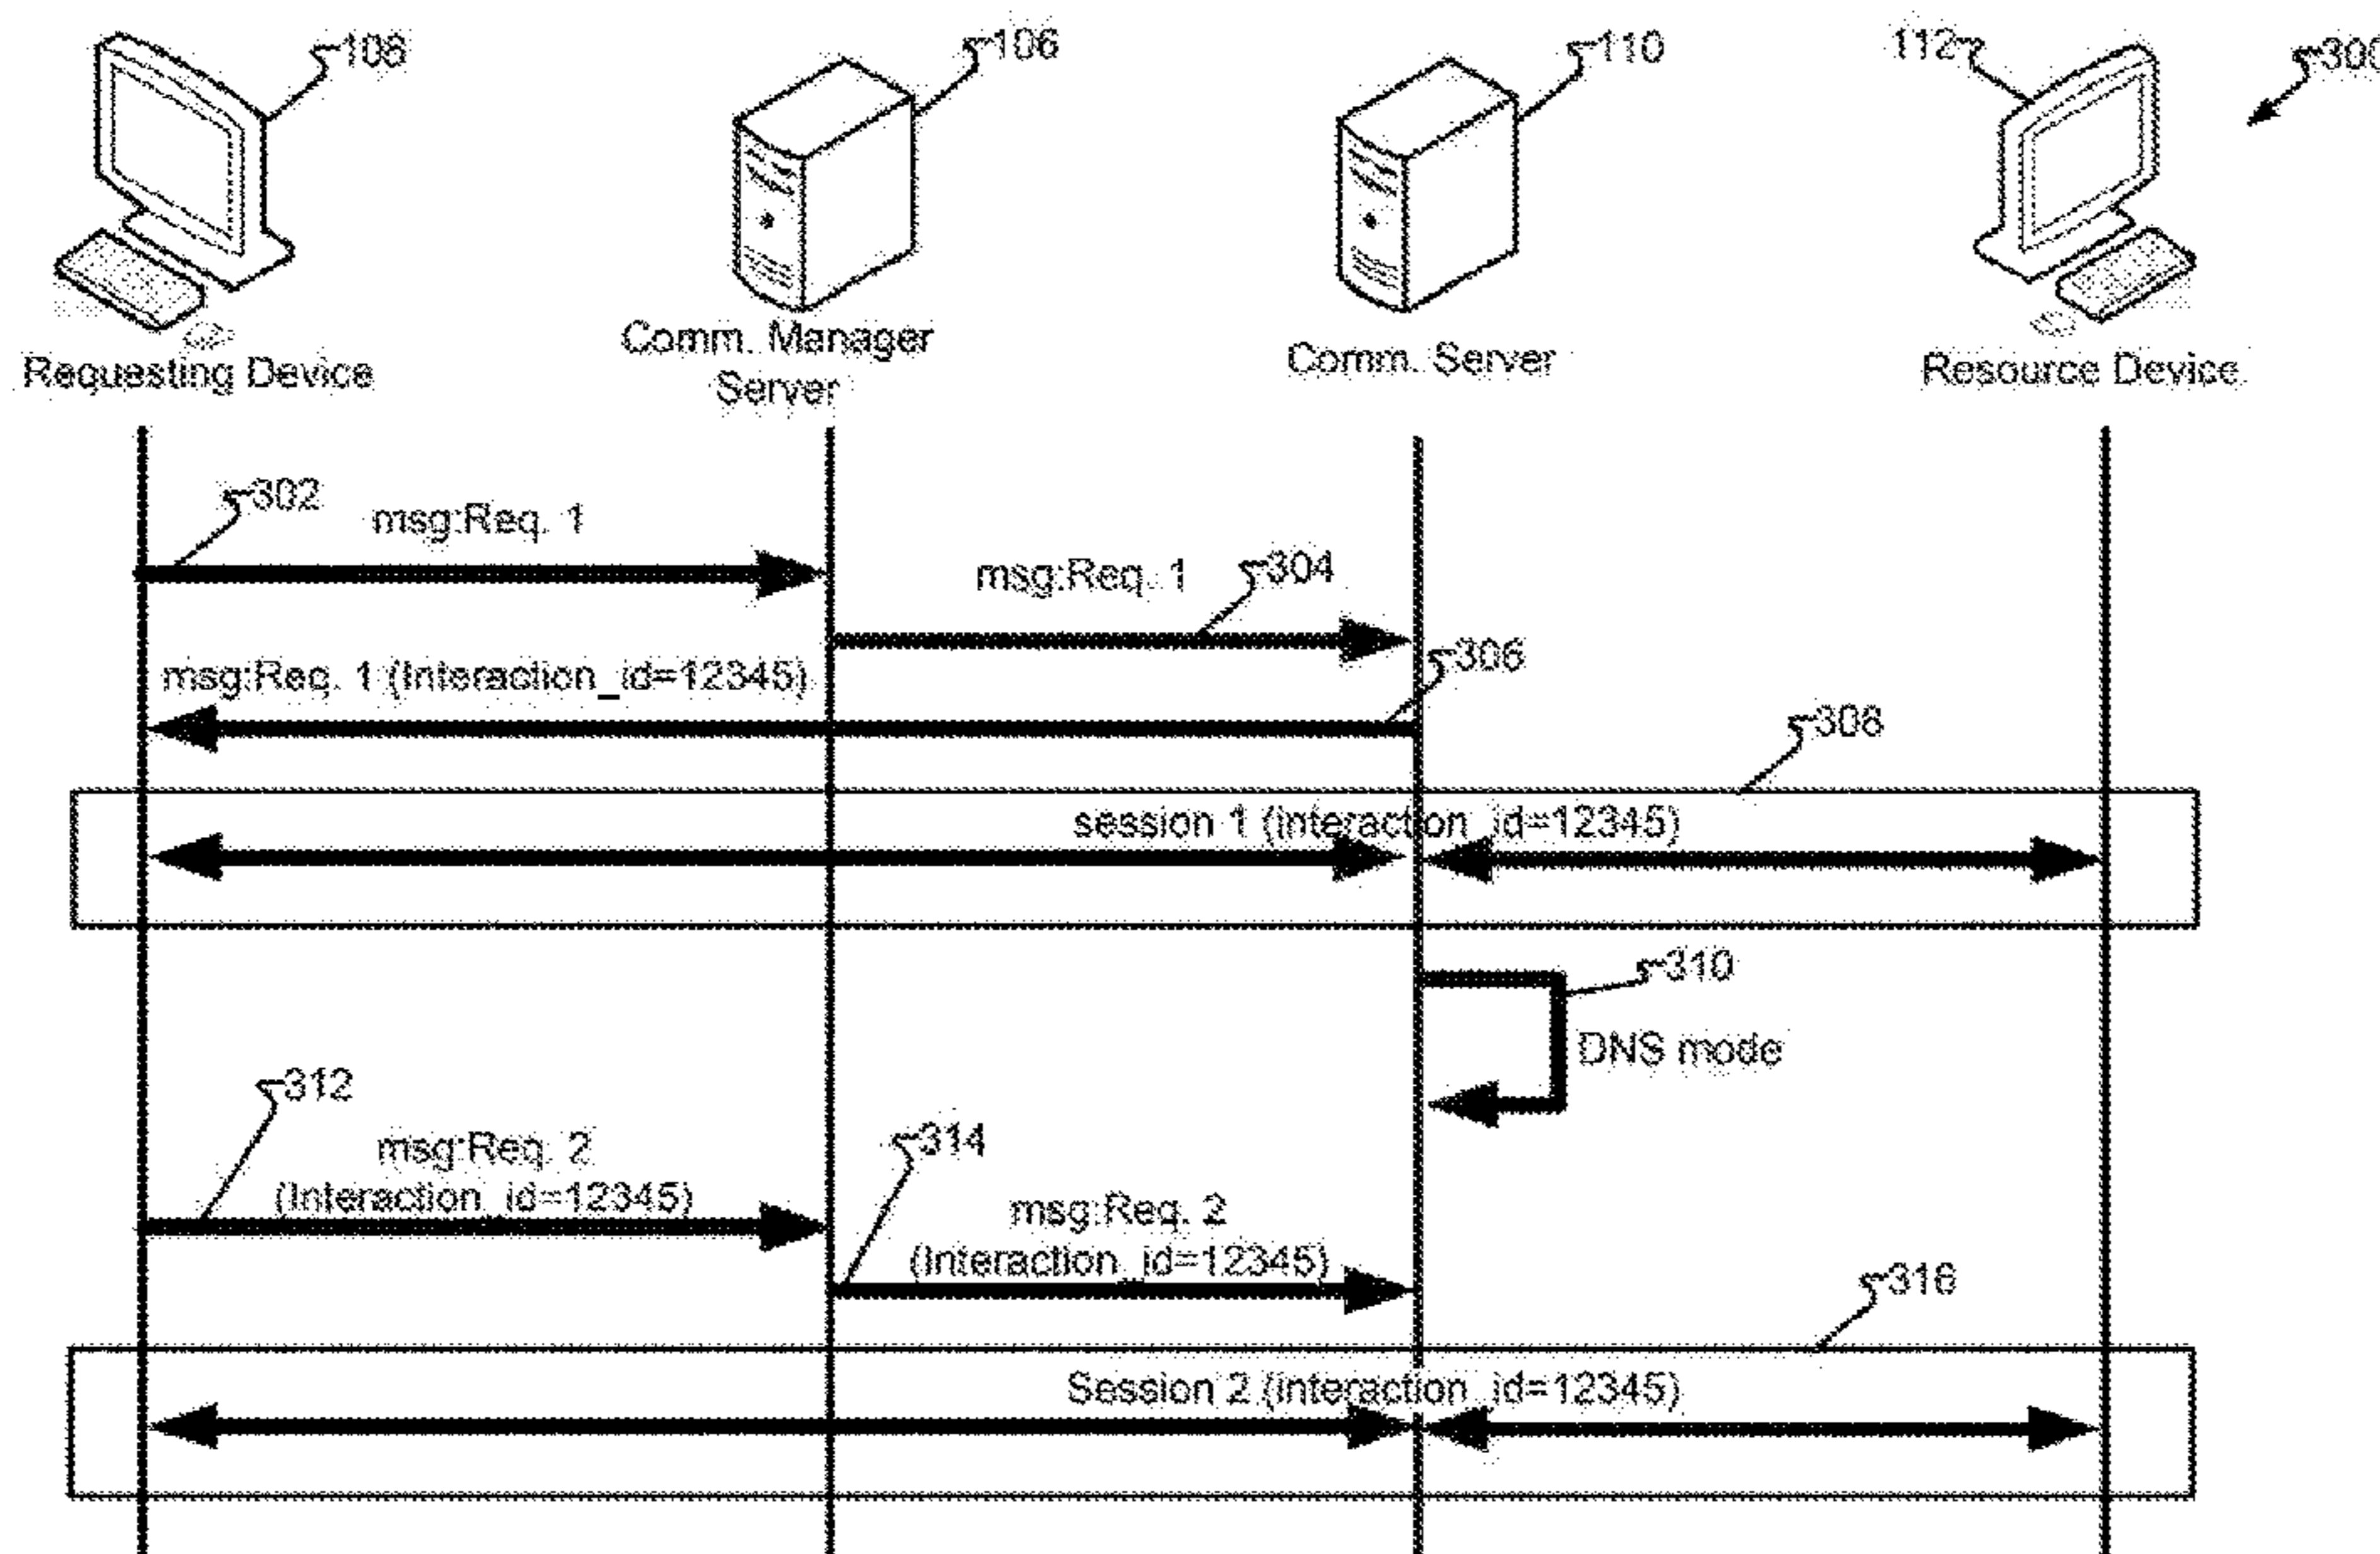 108
106
110
112
300
Requesting Device
Comm. Manager
Server
Comm. Server
Resource Device
302
msg:Req. 1
msg:Req. 1
304
msg:Req. 1 (Interaction_id=12345)
306
308
session 1 (interaction_id=12345)
310
DNS mode
312
msg:Req. 2
(Interaction_id=12345)
314
msg:Req. 2
(Interaction_id=12345)
316
Session 2 (interaction_id=12345)